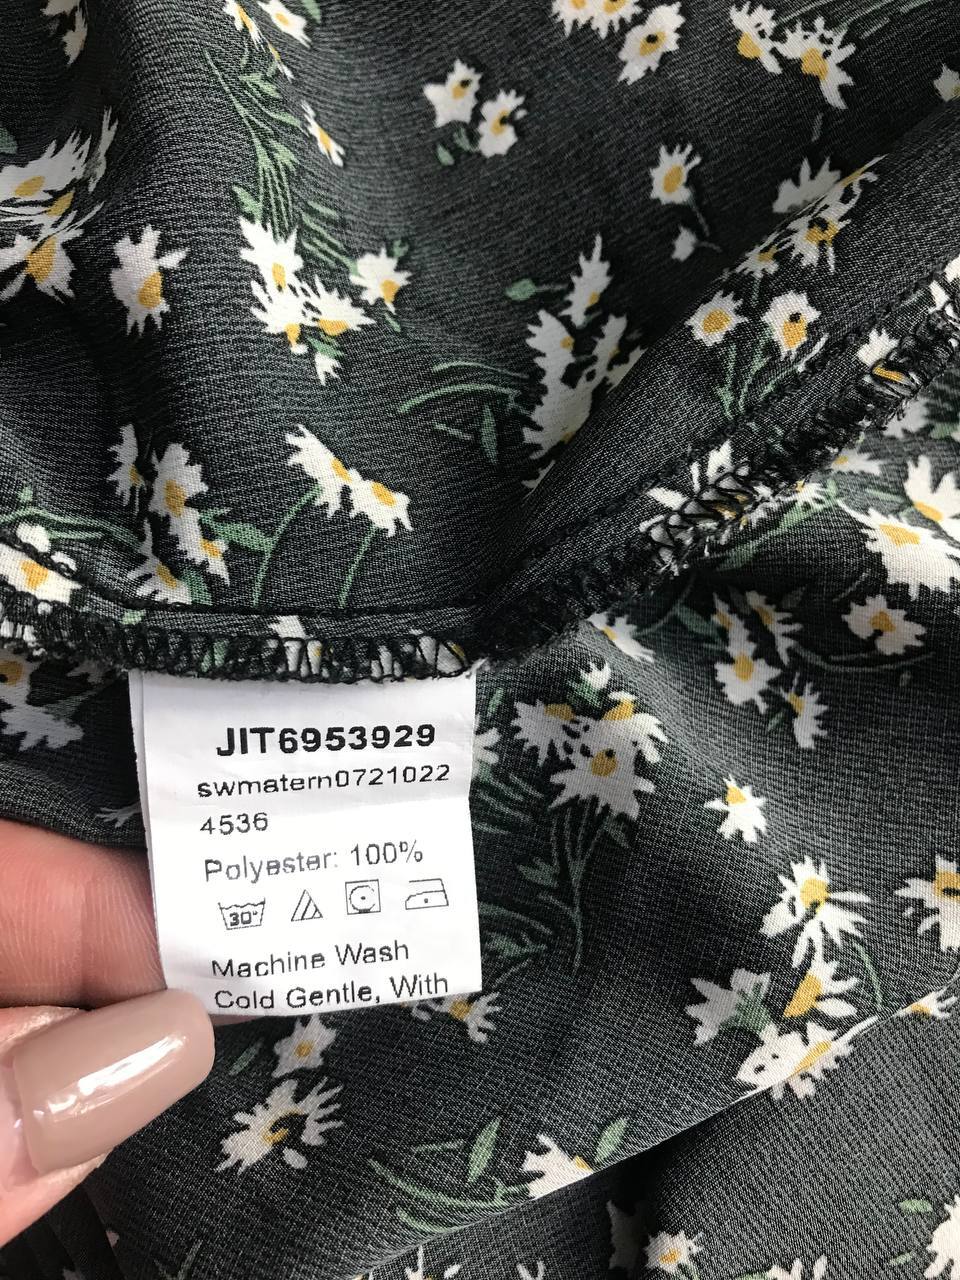 JIT6953929
swmatern0721022
4536
Polyester: 100%
30°
Machine Wash
Cold Gentle, With